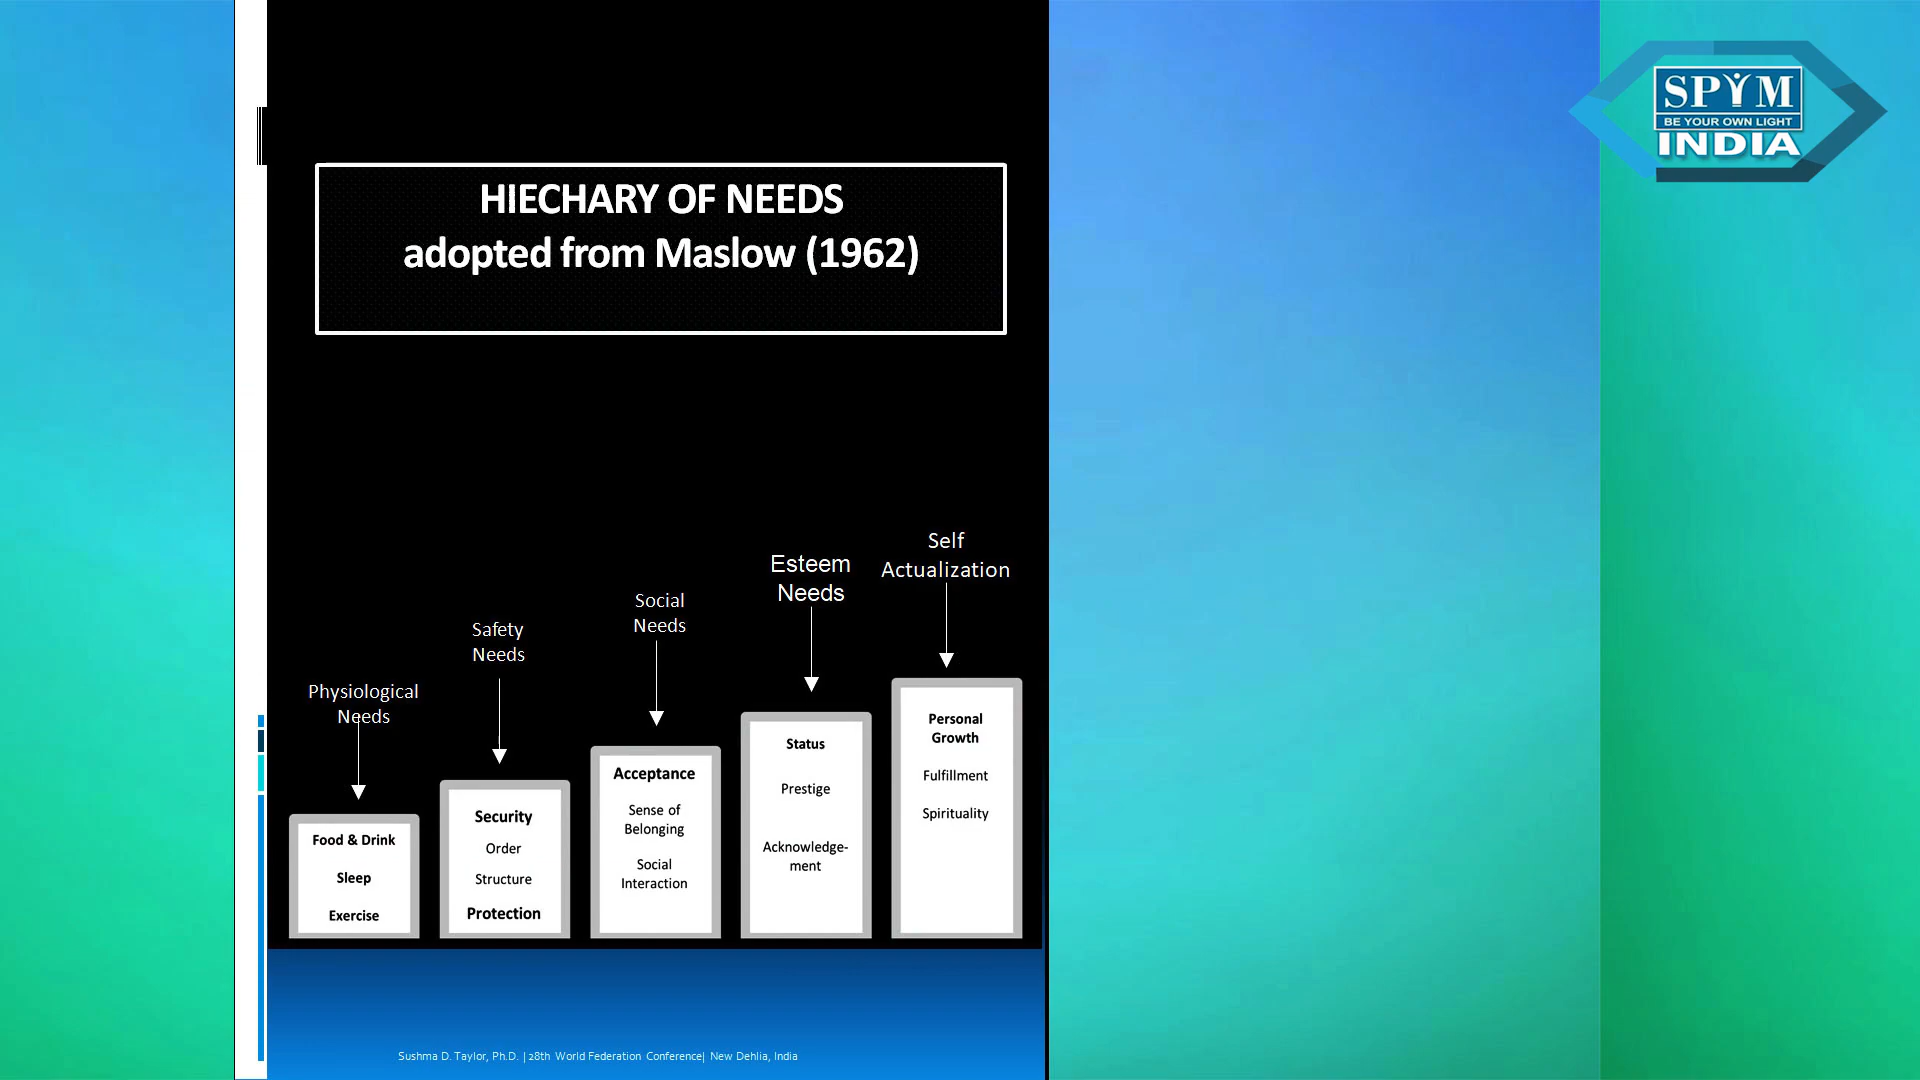 SPYM
BE YOUR OWN LIGHT
INDIA
HIECHARY OF NEEDS
adopted from Maslow (1962)
Physiological
Needs
Food & Drink
Sleep
Exercise
Safety
Needs
Security
Order
Structure
Protection
Social
Needs
Acceptance
Sense of
Belonging
Social
Interaction
Esteem
Needs
Status
Prestige
Acknowledge-
ment
Self
Actualization
Personal
Growth
Fulfillment
Spirituality
Sushma D. Taylor, Ph.D. | 28th World Federation Conference| New Dehlia, India